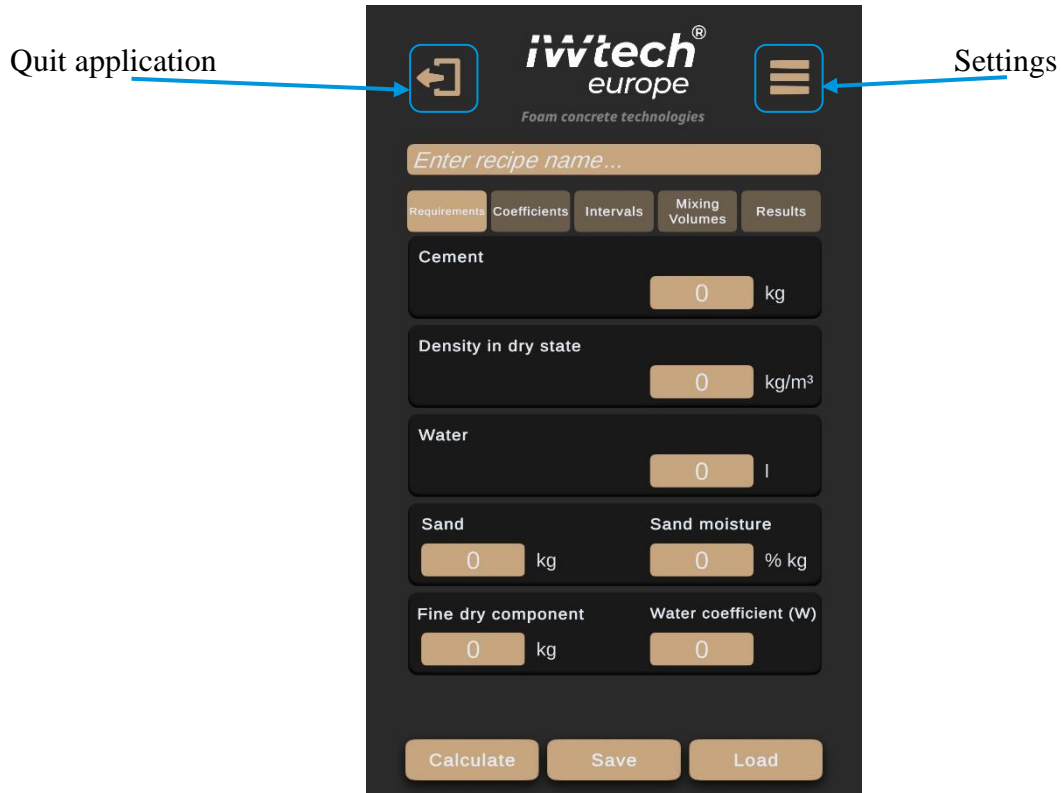 Quit application
iWtech®
europe
Settings
Foam concrete technologies
Enter recipe name...
Requirements Coefficients Intervals Mixing Volumes Results
Cement
0 kg
Density in dry state
0 kg/m³
Water
0 l
Sand Sand moisture
0 kg 0 % kg
Fine dry component Water coefficient (W)
0 kg 0
Calculate Save Load